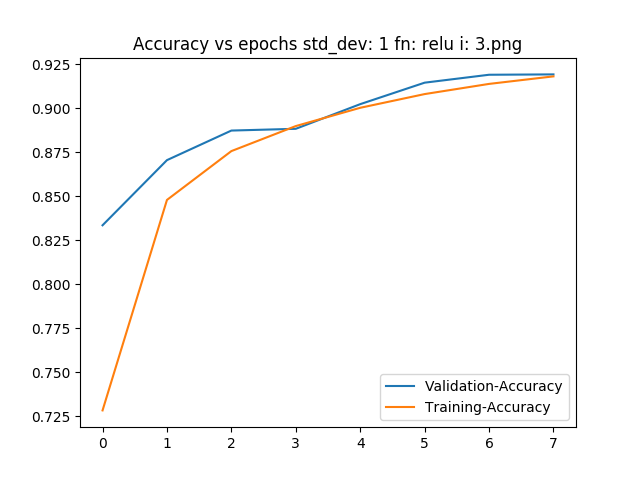 Accuracy vs epochs std_dev: 1 fn: relu i: 3.png
0.925
0.900
0.875
0.850
0.825
0.800
0.775
0.750
0.725
Validation-Accuracy
Training-Accuracy
0 1 2 3 4 5 6 7